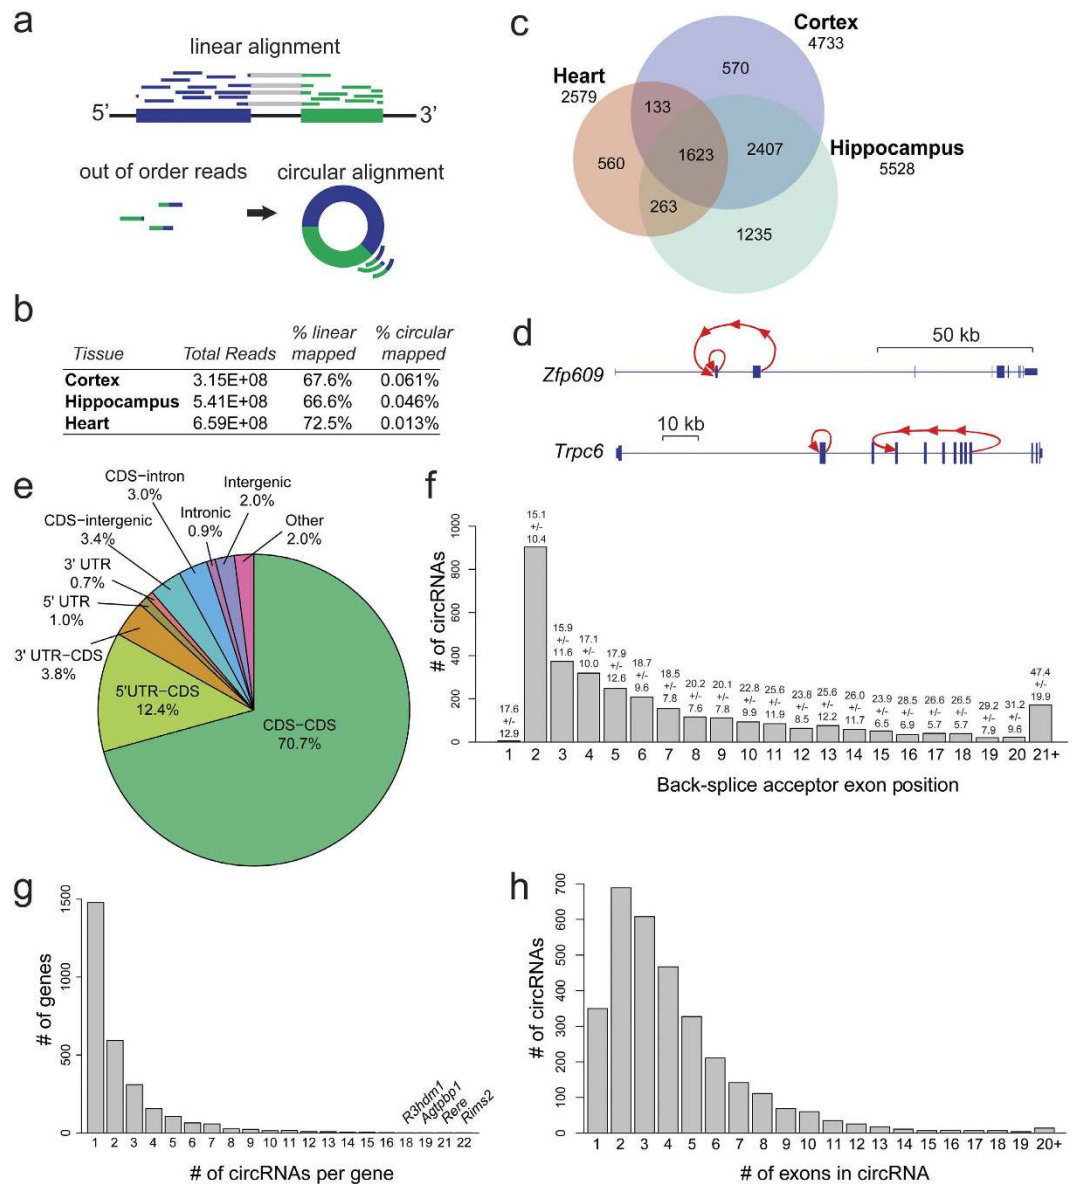 a
linear alignment
5’
3’
out of order reads
circular alignment
b
Tissue Total Reads % linear mapped % circular mapped
Cortex 3.15E+08 67.6% 0.061%
Hippocampus 5.41E+08 66.6% 0.046%
Heart 6.59E+08 72.5% 0.013%
c
Cortex
4733
Heart
2579
Hippocampus
5528
570
133
560
1623
2407
263
1235
d
50 kb
Zfp609
10 kb
Trpc6
e
CDS−intron
3.0%
Intergenic
2.0%
CDS−intergenic
3.4%
Intronic
0.9%
Other
2.0%
3' UTR
0.7%
5' UTR
1.0%
3' UTR−CDS
3.8%
5'UTR−CDS
12.4%
CDS−CDS
70.7%
f
# of circRNAs
0 200 400 600 800 1000
17.6 +/- 12.9
15.1 +/- 10.4
15.9 +/- 11.6
17.1 +/- 10.0
17.9 +/- 12.6
18.7 +/- 9.6
18.5 +/- 7.8
20.2 +/- 7.6
20.1 +/- 7.8
22.8 +/- 9.9
25.6 +/- 11.9
23.8 +/- 8.5
25.6 +/- 12.2
26.0 +/- 11.7
23.9 +/- 6.5
28.5 +/- 6.9
26.6 +/- 5.7
26.5 +/- 5.7
29.2 +/- 7.9
31.2 +/- 9.6
47.4 +/- 19.9
1 2 3 4 5 6 7 8 9 10 11 12 13 14 15 16 17 18 19 20 21+
Back-splice acceptor exon position
g
# of genes
0 500 1000 1500
R3hdm1
Agtpbp1
Rere
Rims2
1 2 3 4 5 6 7 8 9 10 11 12 13 14 15 16 18 19 21 22
# of circRNAs per gene
h
# of circRNAs
0 100 200 300 400 500 600 700
1 2 3 4 5 6 7 8 9 10 11 12 13 14 15 16 17 18 19 20+
# of exons in circRNA